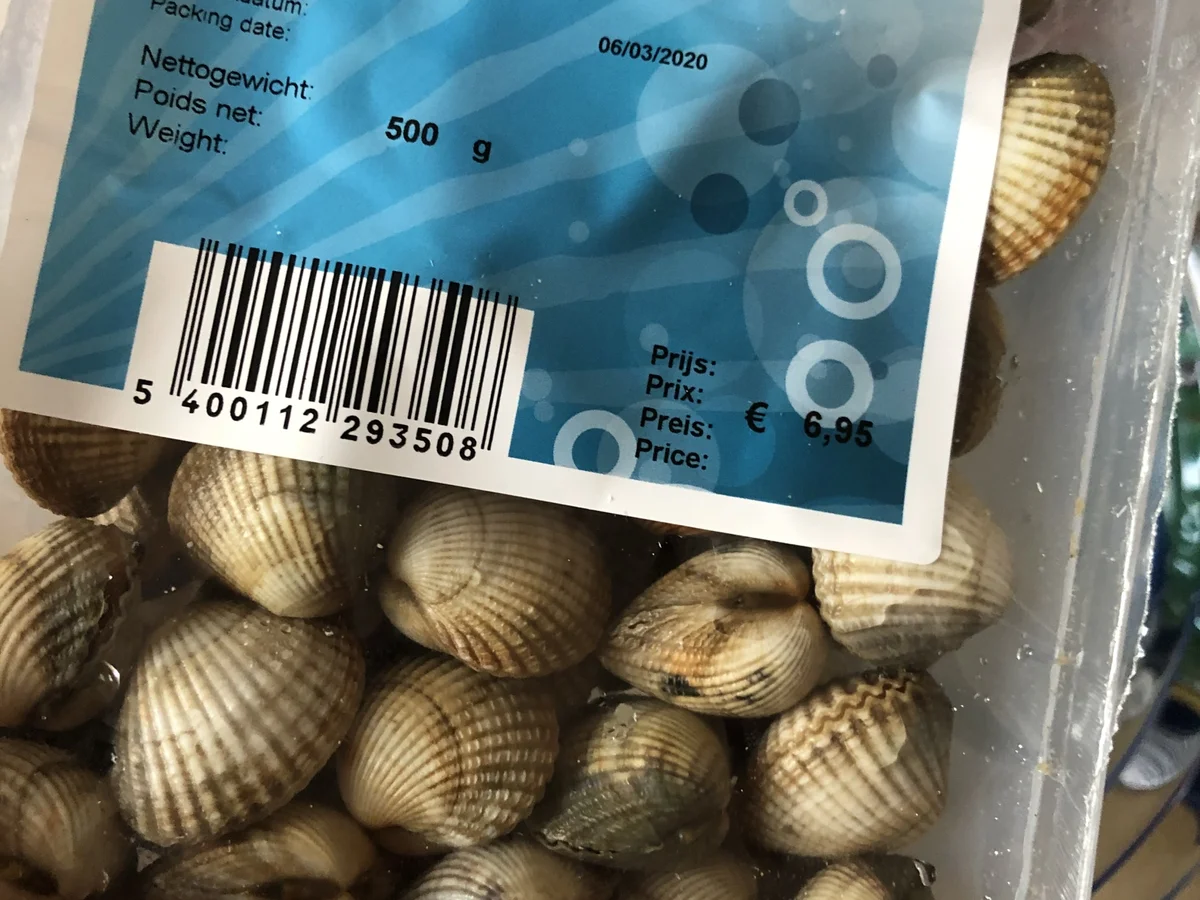 Packing date:
06/03/2020
Nettogewicht:
Poids net:
Weight:
500 g
5 400112 293508
Prijs:
Prix:
Preis:
Price:
€ 6,95